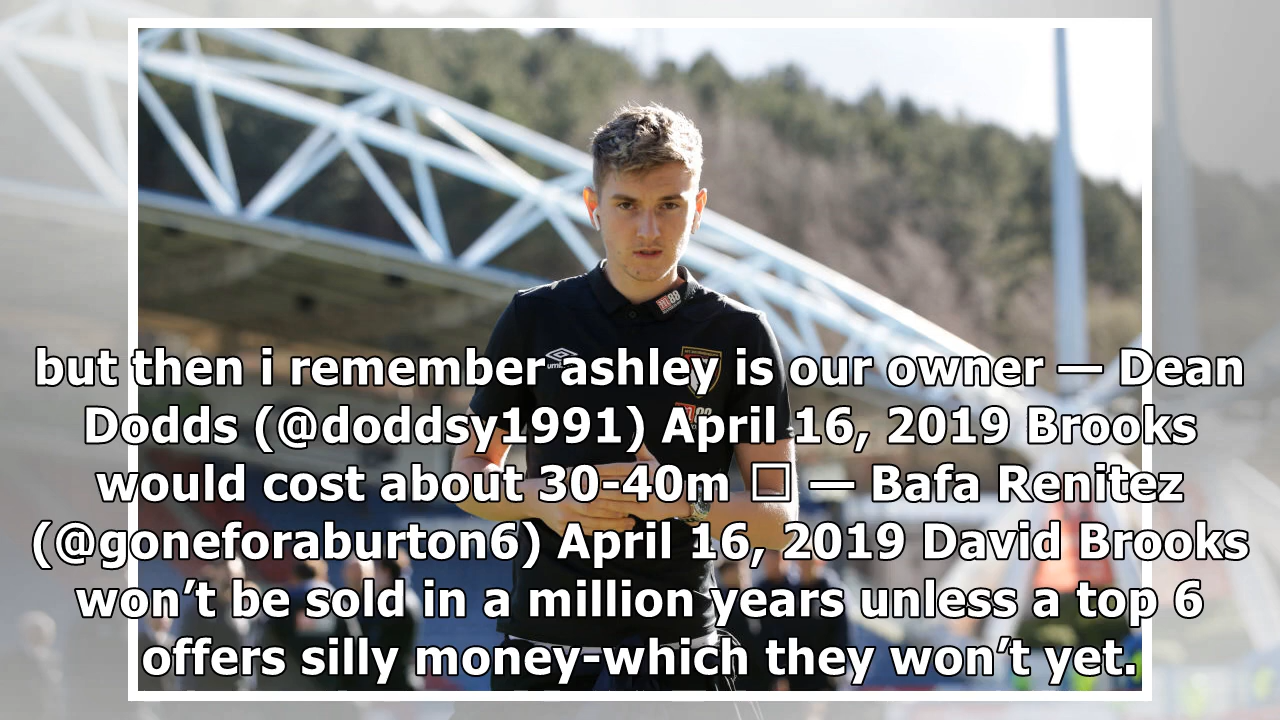 but then i remember ashley is our owner — Dean
Dodds (@doddsy1991) April 16, 2019 Brooks
would cost about 30-40m □ — Bafa Renitez
(@goneforaburton6) April 16, 2019 David Brooks
won’t be sold in a million years unless a top 6
offers silly money-which they won’t yet.